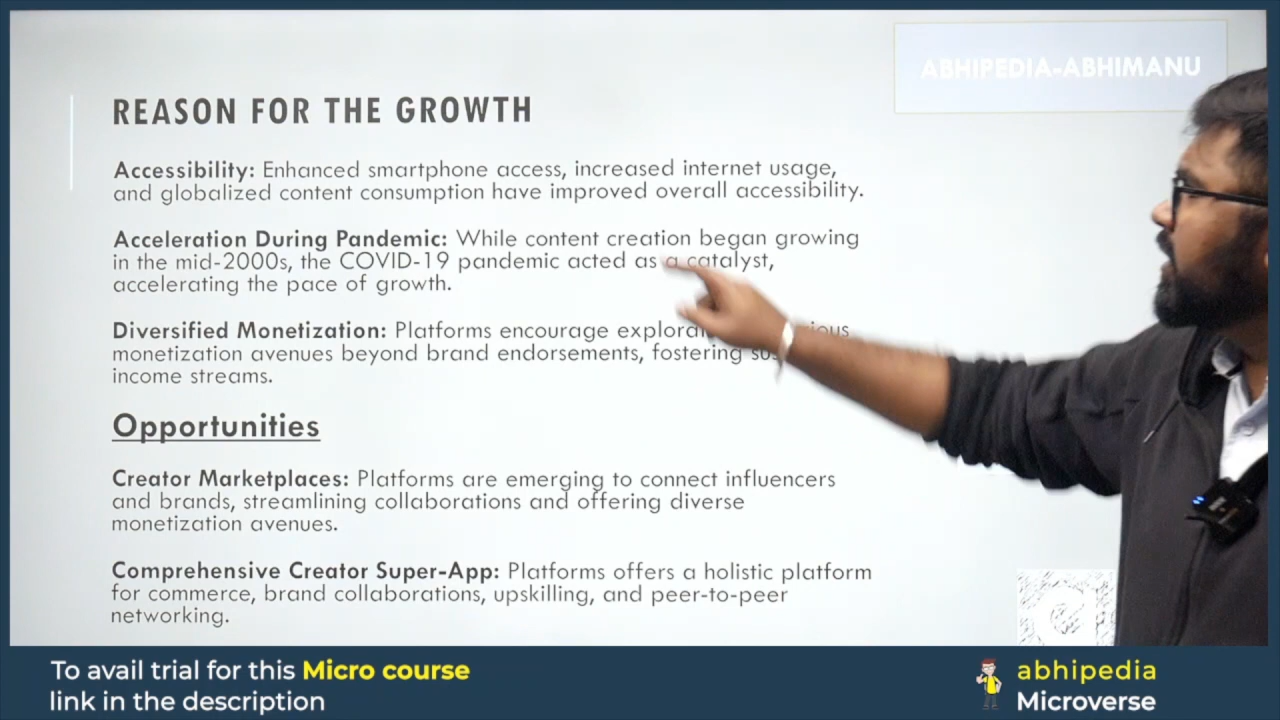 ABHIPEDIA-ABHIMANU
REASON FOR THE GROWTH
Accessibility: Enhanced smartphone access, increased internet usage,
and globalized content consumption have improved overall accessibility.
Acceleration During Pandemic: While content creation began growing
in the mid-2000s, the COVID-19 pandemic acted as a catalyst,
accelerating the pace of growth.
Diversified Monetization: Platforms encourage
monetization avenues beyond brand endorsements, fostering
income streams.
Opportunities
Creator Marketplaces: Platforms are emerging to connect influencers
and brands, streamlining collaborations and offering diverse
monetization avenues.
Comprehensive Creator Super-App: Platforms offers a holistic platform
for commerce, brand collaborations, upskilling, and peer-to-peer
networking.
To avail trial for this Micro course
link in the description
abhipedia
Microverse